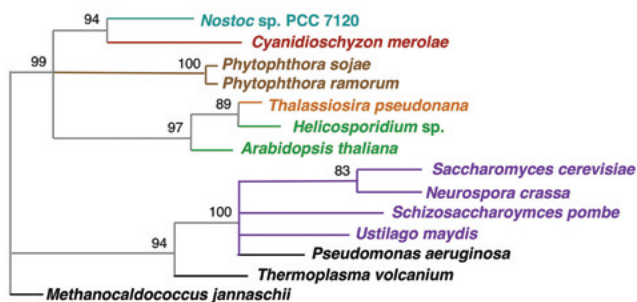 94
Nostoc sp. PCC 7120
Cyanidioschyzon merolae
99
100
Phytophthora sojae
Phytophthora ramorum
89
Thalassiosira pseudonana
97
Helicosporidium sp.
Arabidopsis thaliana
83
Saccharomyces cerevisiae
Neurospora crassa
100
Schizosaccharoymces pombe
Ustilago maydis
94
Pseudomonas aeruginosa
Thermoplasma volcanium
Methanocaldococcus jannaschii